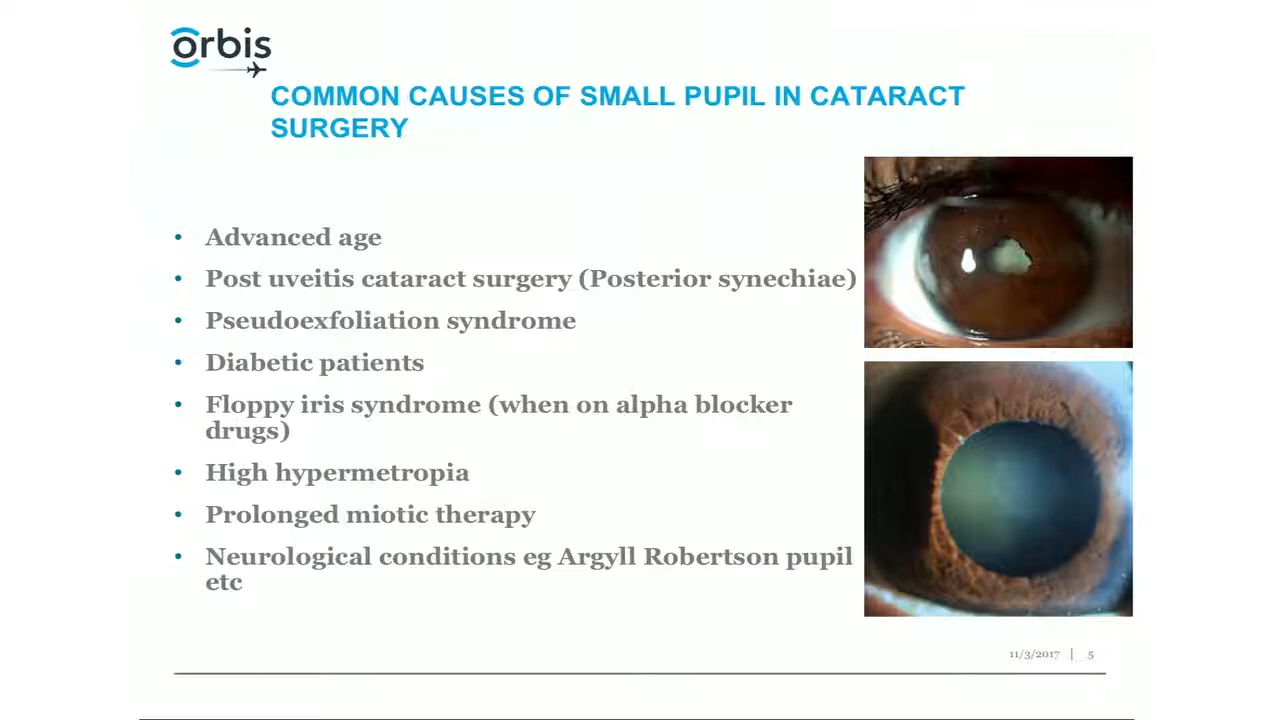 orbis
COMMON CAUSES OF SMALL PUPIL IN CATARACT
SURGERY
• Advanced age
• Post uveitis cataract surgery (Posterior synechiae)
• Pseudoexfoliation syndrome
• Diabetic patients
• Floppy iris syndrome (when on alpha blocker
drugs)
• High hypermetropia
• Prolonged miotic therapy
• Neurological conditions eg Argyll Robertson pupil
etc
11/3/2017 | 5